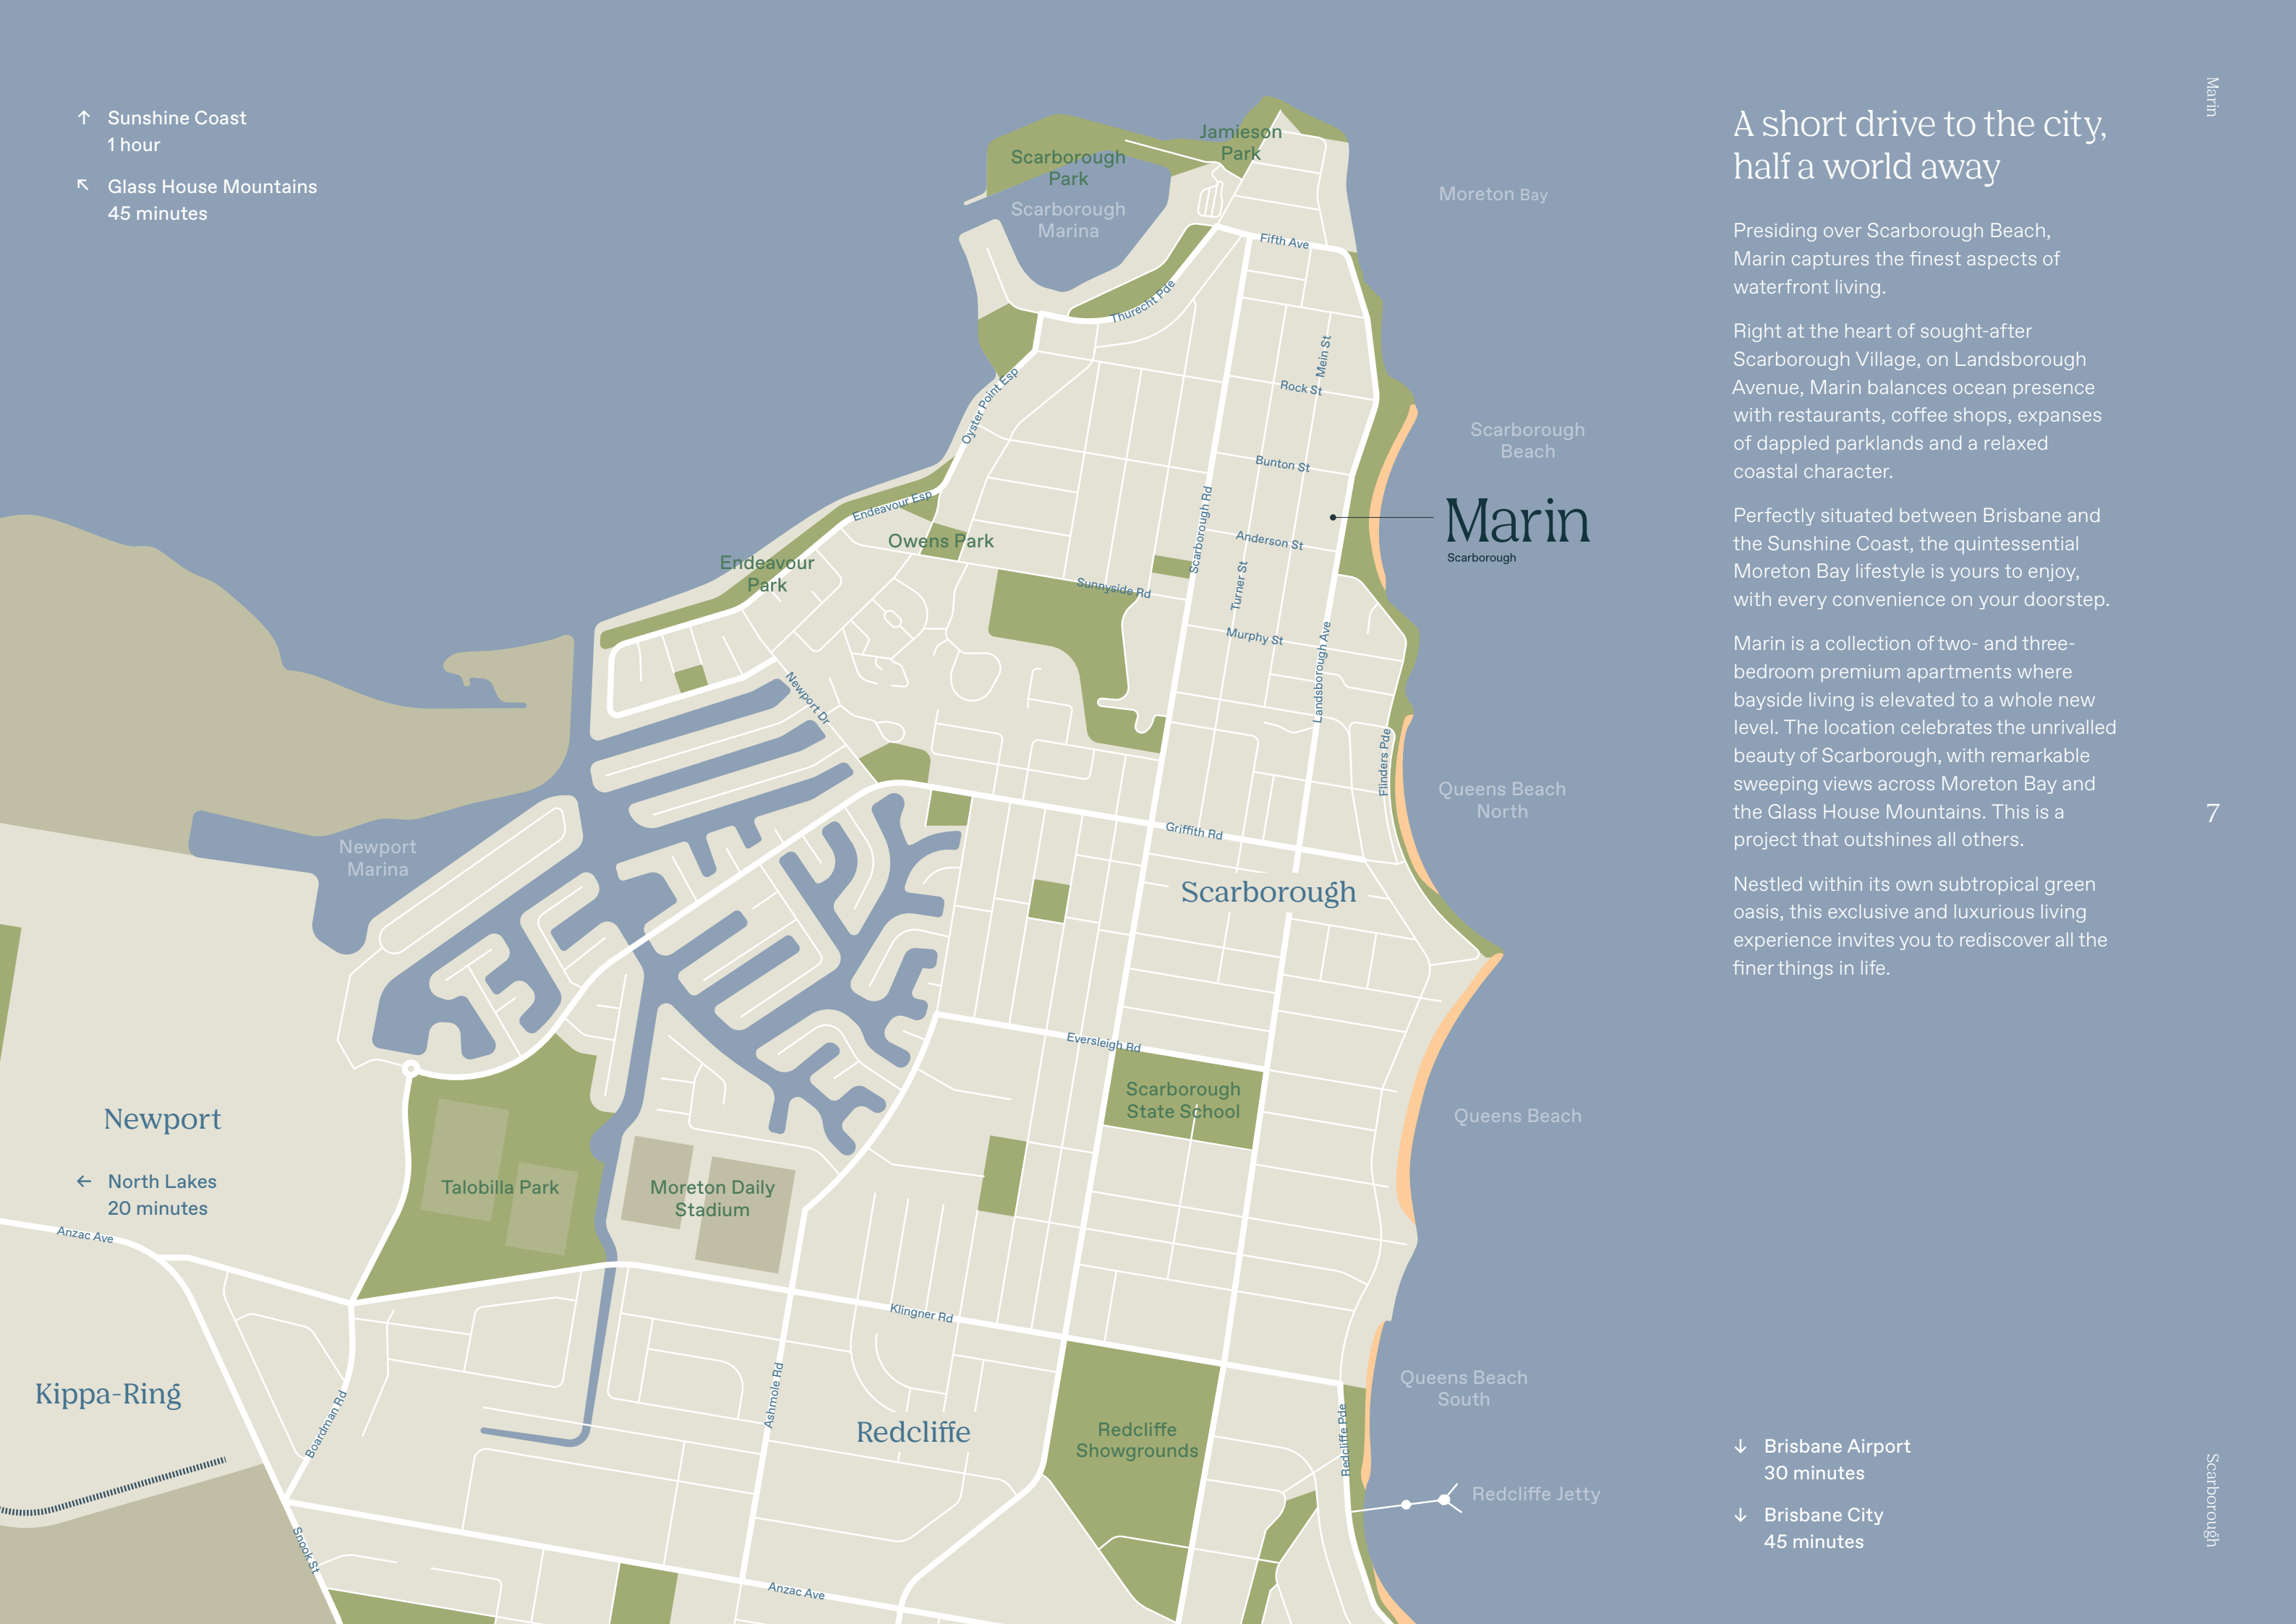 ↑ Sunshine Coast
1 hour
↖ Glass House Mountains
45 minutes
Jamieson
Park
Scarborough
Park
Scarborough
Marina
Moreton Bay
Fifth Ave
Thurecht Pde
Mein St
Rock St
Oyster Point Esp
Scarborough
Beach
Bunton St
Endeavour Esp
Scarborough Rd
Marin
Scarborough
Owens Park
Anderson St
Endeavour
Park
Sunnyside Rd
Turner St
Murphy St
Landsborough Ave
Newport Dr
Flinders Pde
Queens Beach
North
Griffith Rd
Newport
Marina
Scarborough
Eversleigh Rd
Scarborough
State School
Queens Beach
Newport
← North Lakes
20 minutes
Talobilla Park
Moreton Daily
Stadium
Anzac Ave
Klingner Rd
Kippa-Ring
Boardman Rd
Ashmole Rd
Redcliffe
Redcliffe
Showgrounds
Queens Beach
South
Redcliffe Pde
Redcliffe Jetty
Snook St
Anzac Ave
A short drive to the city,
half a world away
Presiding over Scarborough Beach,
Marin captures the finest aspects of
waterfront living.
Right at the heart of sought-after
Scarborough Village, on Landsborough
Avenue, Marin balances ocean presence
with restaurants, coffee shops, expanses
of dappled parklands and a relaxed
coastal character.
Perfectly situated between Brisbane and
the Sunshine Coast, the quintessential
Moreton Bay lifestyle is yours to enjoy,
with every convenience on your doorstep.
Marin is a collection of two- and three-
bedroom premium apartments where
bayside living is elevated to a whole new
level. The location celebrates the unrivalled
beauty of Scarborough, with remarkable
sweeping views across Moreton Bay and
the Glass House Mountains. This is a
project that outshines all others.
Nestled within its own subtropical green
oasis, this exclusive and luxurious living
experience invites you to rediscover all the
finer things in life.
↓ Brisbane Airport
30 minutes
↓ Brisbane City
45 minutes
Marin
7
Scarborough